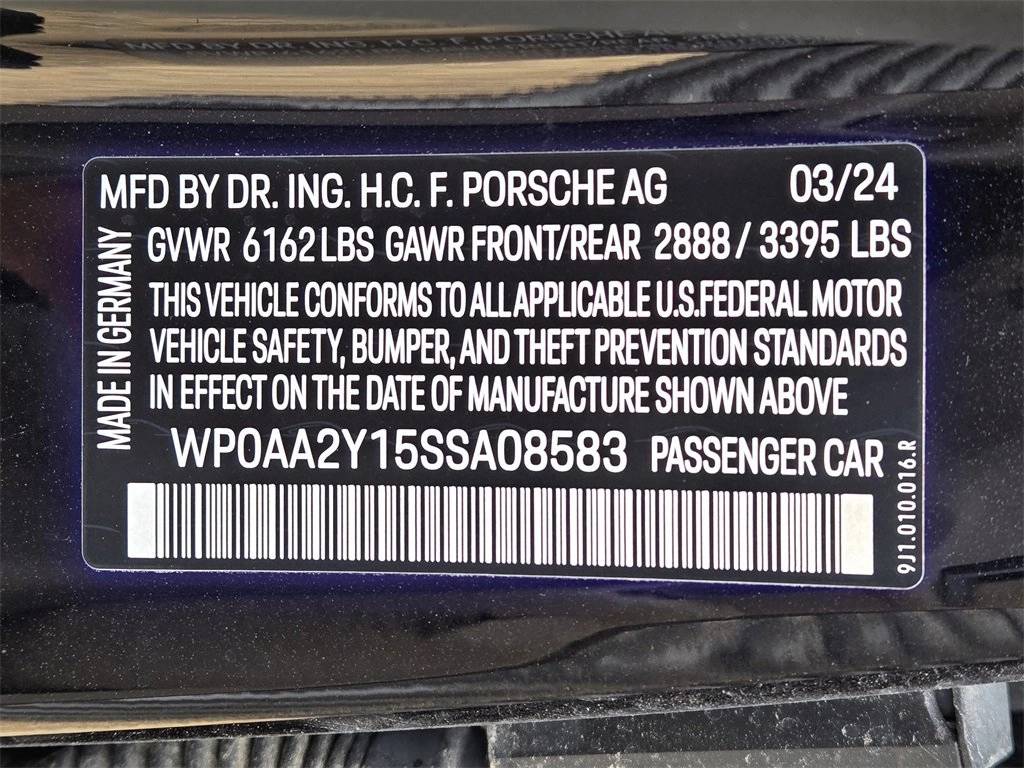 MFD BY DR. ING. H.C. F. PORSCHE AG 03/24
GVWR 6162 LBS GAWR FRONT/REAR 2888 / 3395 LBS
THIS VEHICLE CONFORMS TO ALL APPLICABLE U.S.FEDERAL MOTOR
VEHICLE SAFETY, BUMPER, AND THEFT PREVENTION STANDARDS
IN EFFECT ON THE DATE OF MANUFACTURE SHOWN ABOVE
WP0AA2Y15SSA08583 PASSENGER CAR
MADE IN GERMANY
9J1.010.016.R